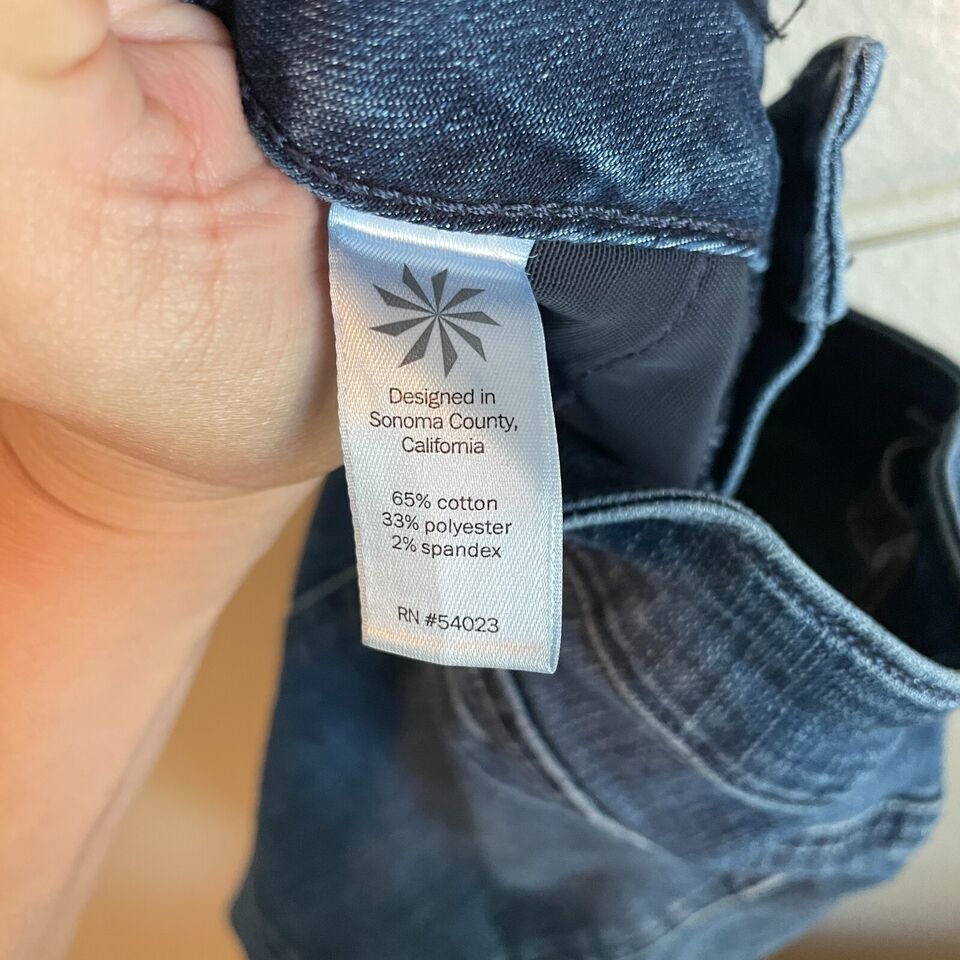 Designed in
Sonoma County,
California
65% cotton
33% polyester
2% spandex
RN #54023